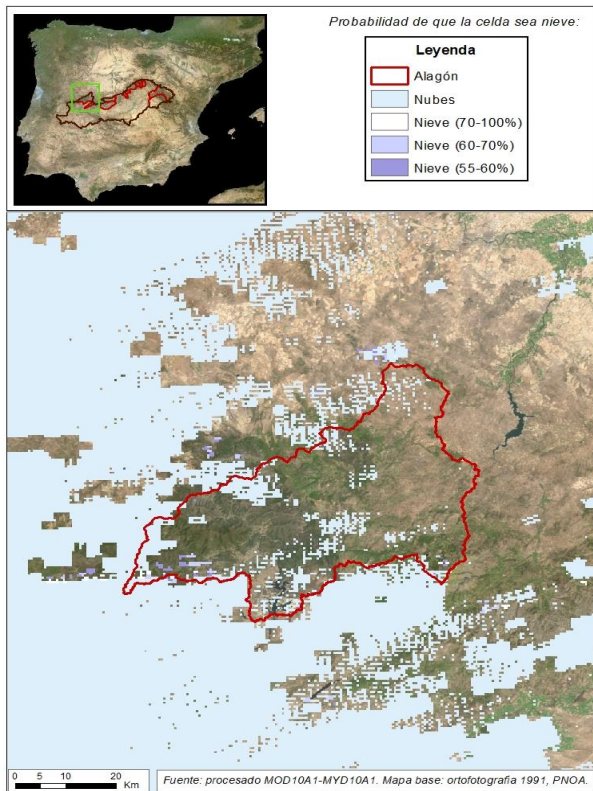 Probabilidad de que la celda sea nieve:
Leyenda
Alagón
Nubes
Nieve (70-100%)
Nieve (60-70%)
Nieve (55-60%)
0 5 10 20
Km
Fuente: procesado MOD10A1-MYD10A1. Mapa base: ortofotografia 1991, PNOA.